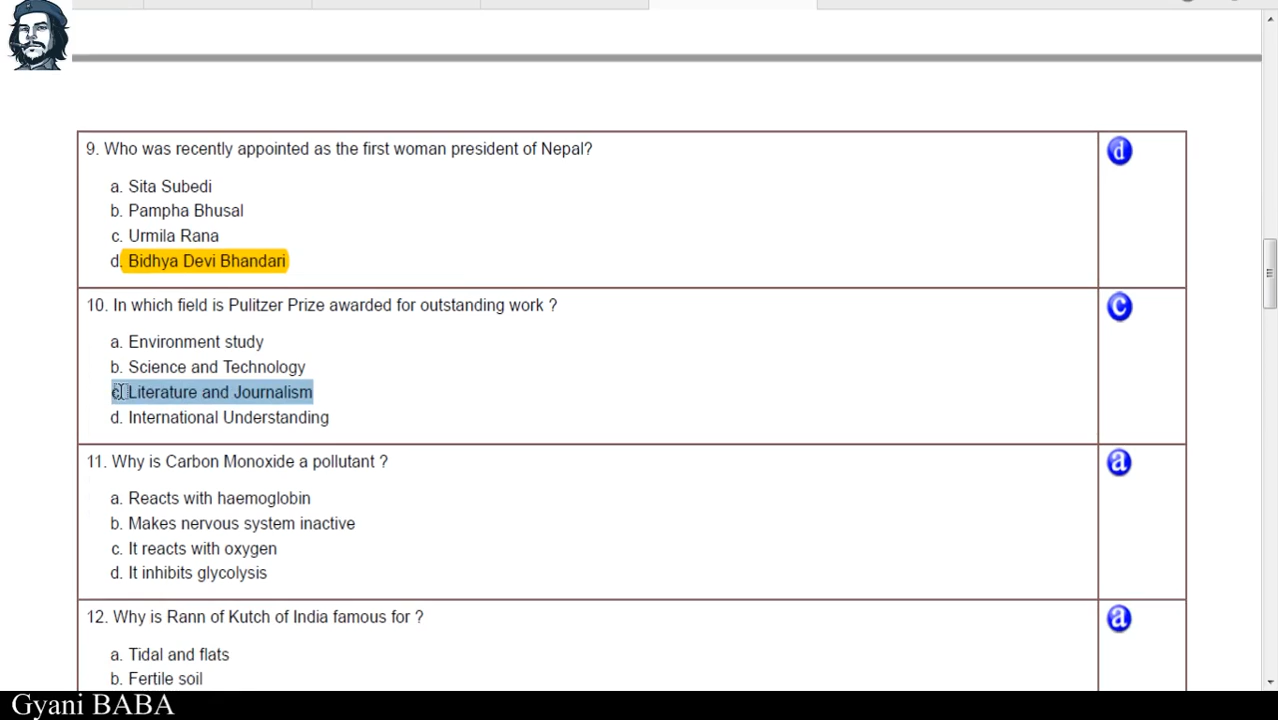 9. Who was recently appointed as the first woman president of Nepal?
d
a. Sita Subedi
b. Pampha Bhusal
c. Urmila Rana
d. Bidhya Devi Bhandari
10. In which field is Pulitzer Prize awarded for outstanding work ?
c
a. Environment study
b. Science and Technology
c. Literature and Journalism
d. International Understanding
11. Why is Carbon Monoxide a pollutant ?
a
a. Reacts with haemoglobin
b. Makes nervous system inactive
c. It reacts with oxygen
d. It inhibits glycolysis
12. Why is Rann of Kutch of India famous for ?
a
a. Tidal and flats
b. Fertile soil
Gyani BABA